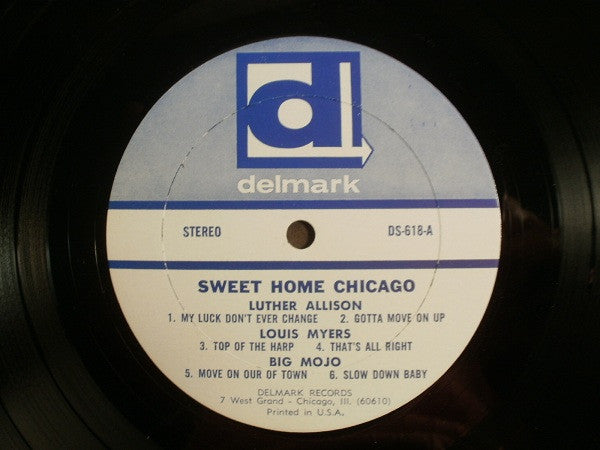 d
delmark
STEREO DS-618-A
SWEET HOME CHICAGO
LUTHER ALLISON
1. MY LUCK DON'T EVER CHANGE 2. GOTTA MOVE ON UP
LOUIS MYERS
3. TOP OF THE HARP 4. THAT'S ALL RIGHT
BIG MOJO
5. MOVE ON OUR OF TOWN 6. SLOW DOWN BABY
DELMARK RECORDS
7 West Grand - Chicago, Ill. (60610)
Printed in U.S.A.